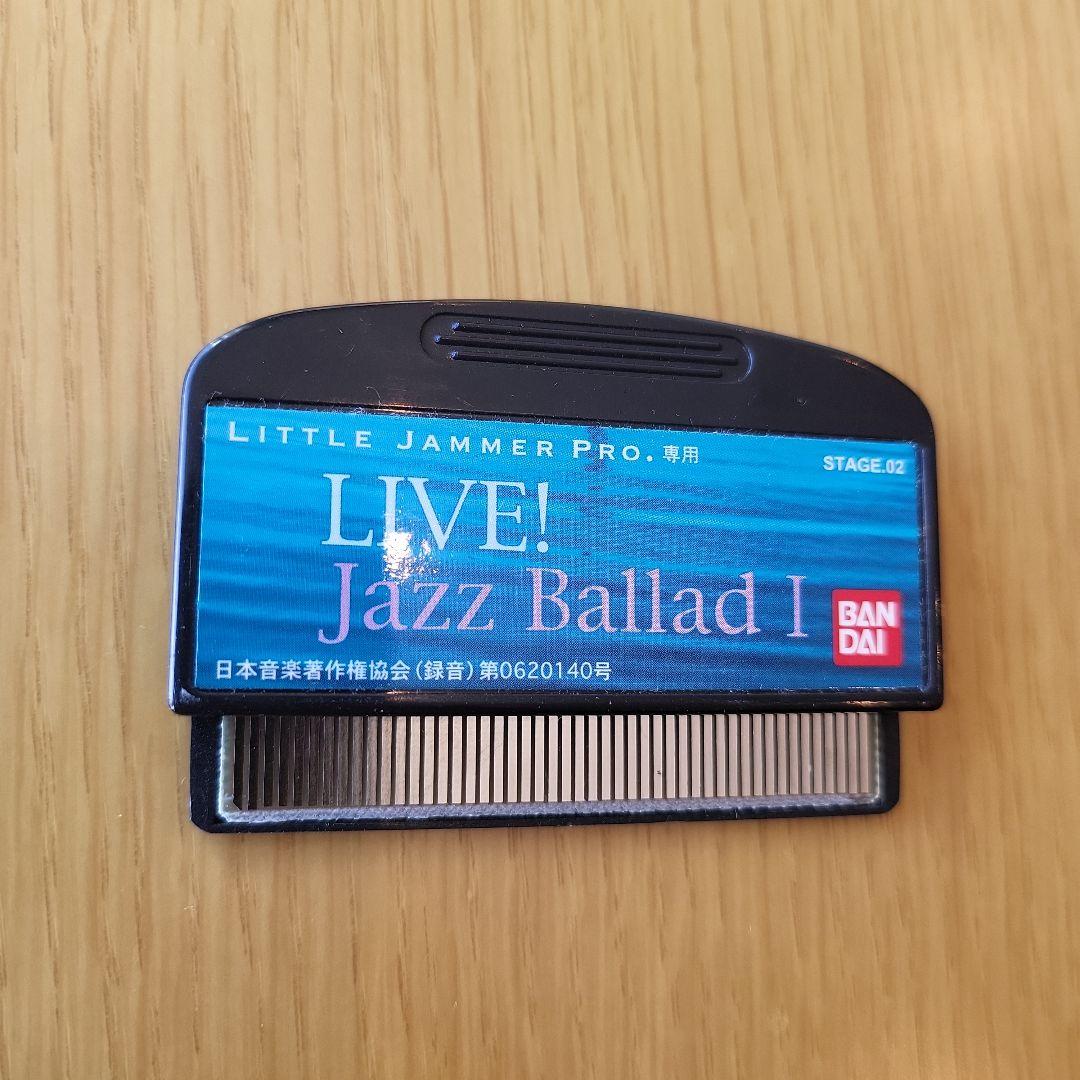 LITTLE JAMMER PRO. 専用
STAGE.02
LIVE!
Jazz Ballad I
BAN
DAI
日本音楽著作権協会(録音)第0620140号